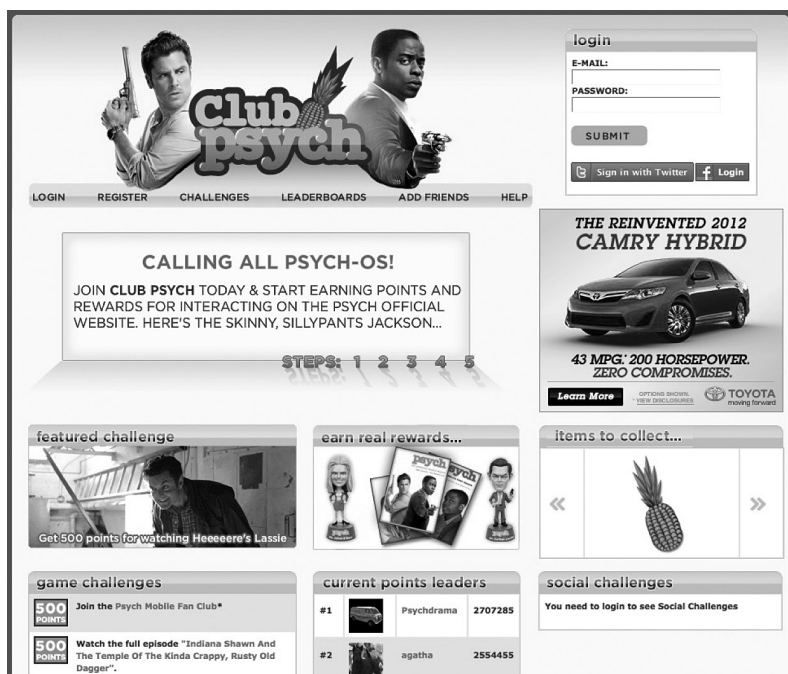 Club
psych
login
E-MAIL:
PASSWORD:
SUBMIT
Sign in with Twitter
Login
LOGIN REGISTER CHALLENGES LEADERBOARDS ADD FRIENDS HELP
CALLING ALL PSYCH-OS!
JOIN CLUB PSYCH TODAY & START EARNING POINTS AND
REWARDS FOR INTERACTING ON THE PSYCH OFFICIAL
WEBSITE. HERE'S THE SKINNY, SILLYPANTS JACKSON...
STEPS: 1 2 3 4 5
THE REINVENTED 2012
CAMRY HYBRID
43 MPG.* 200 HORSEPOWER.
ZERO COMPROMISES.
Learn More
OPTIONS SHOWN.
* VIEW DISCLOSURES
TOYOTA
moving forward
featured challenge
Get 500 points for watching Heeeeere's Lassie
earn real rewards...
psych
psych
items to collect...
game challenges
500
POINTS
Join the Psych Mobile Fan Club*
500
POINTS
Watch the full episode "Indiana Shawn And
The Temple Of The Kinda Crappy, Rusty Old
Dagger".
current points leaders
#1 Psychdrama 2707285
#2 agatha 2554455
social challenges
You need to login to see Social Challenges